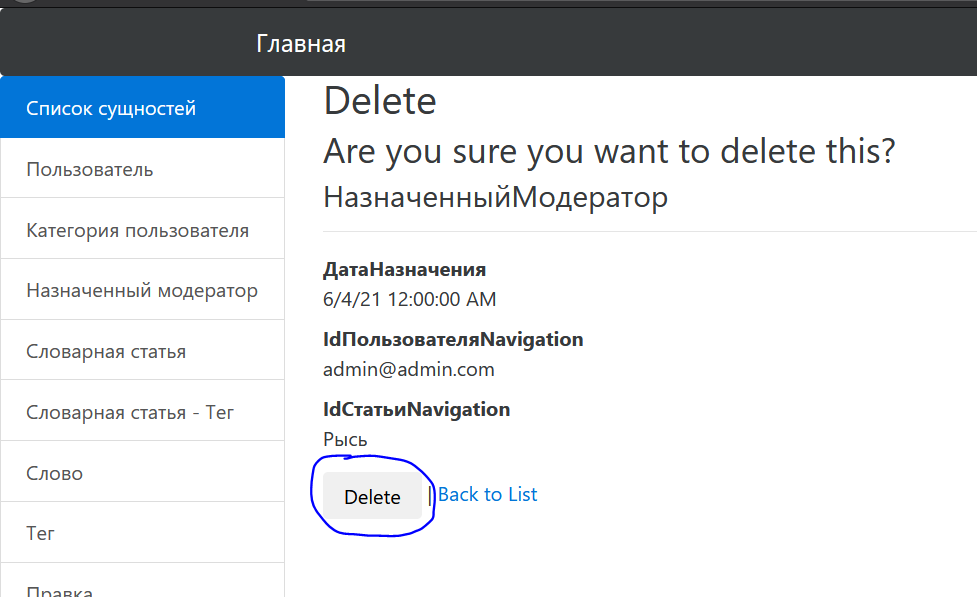 Главная
Список сущностей
Пользователь
Категория пользователя
Назначенный модератор
Словарная статья
Словарная статья - Тег
Слово
Тег
Правка
Delete
Are you sure you want to delete this?
НазначенныйМодератор
ДатаНазначения
6/4/21 12:00:00 AM
IdПользователяNavigation
admin@admin.com
IdСтатьиNavigation
Рысь
Delete | Back to List